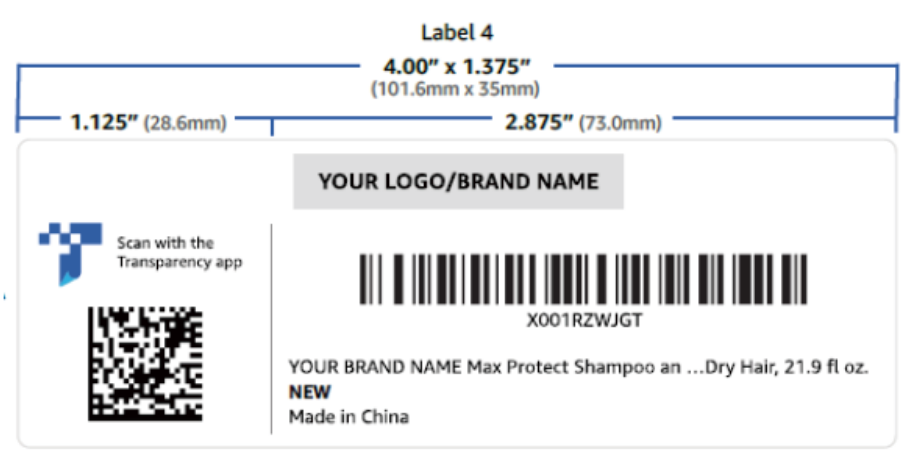 Label 4
4.00” x 1.375”
(101.6mm x 35mm)
1.125” (28.6mm)
2.875” (73.0mm)
YOUR LOGO/BRAND NAME
Scan with the
Transparency app
X001RZWJGT
YOUR BRAND NAME Max Protect Shampoo an ...Dry Hair, 21.9 fl oz.
NEW
Made in China